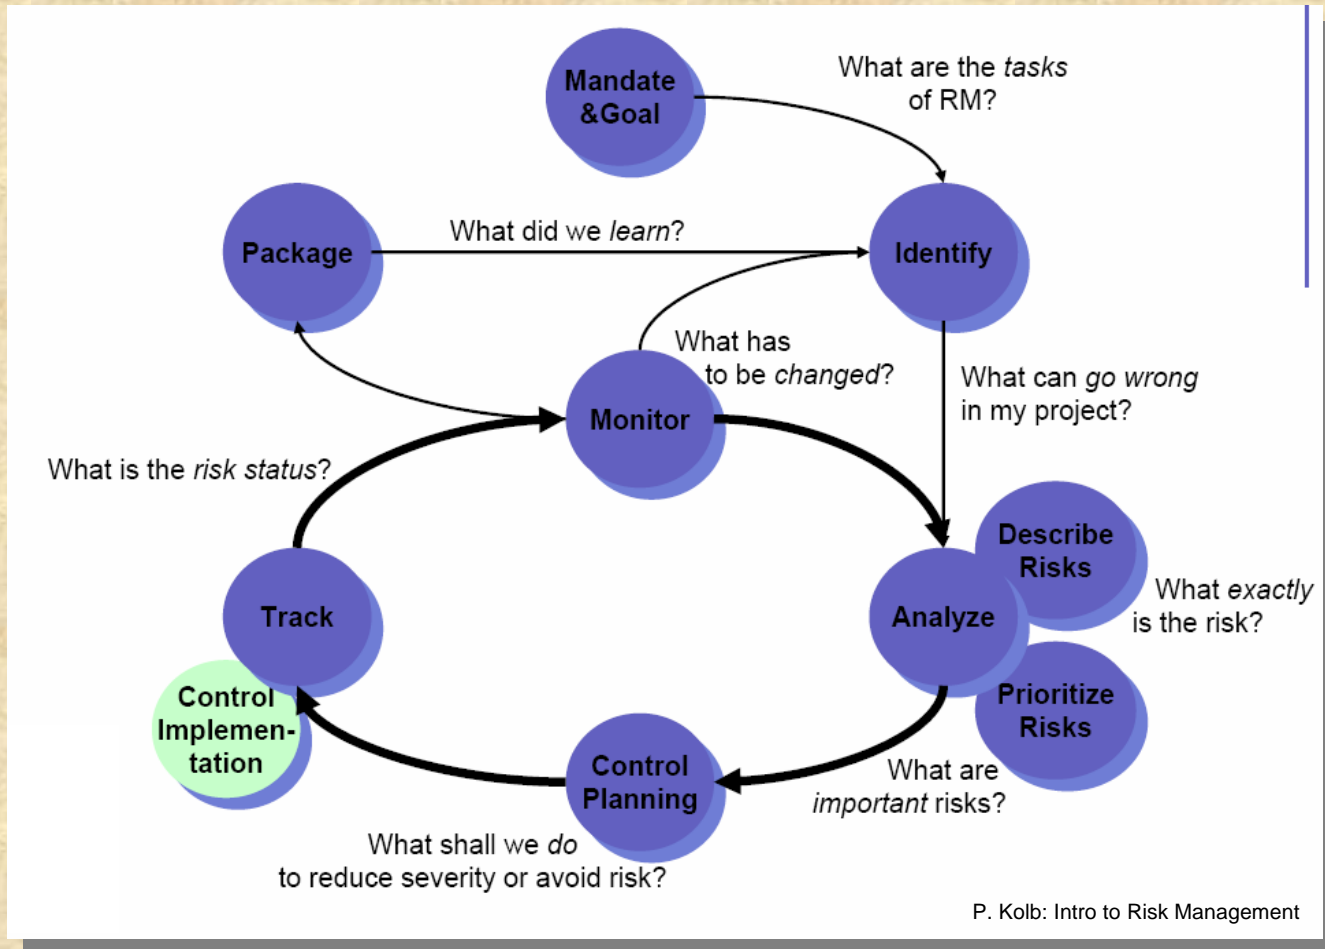 Mandate
&Goal
What are the tasks
of RM?
Package
What did we learn?
Identify
What has
to be changed?
What can go wrong
in my project?
Monitor
What is the risk status?
Describe
Risks
What exactly
is the risk?
Track
Analyze
Control
Implemen-
tation
Prioritize
Risks
Control
Planning
What are
important risks?
What shall we do
to reduce severity or avoid risk?
P. Kolb: Intro to Risk Management